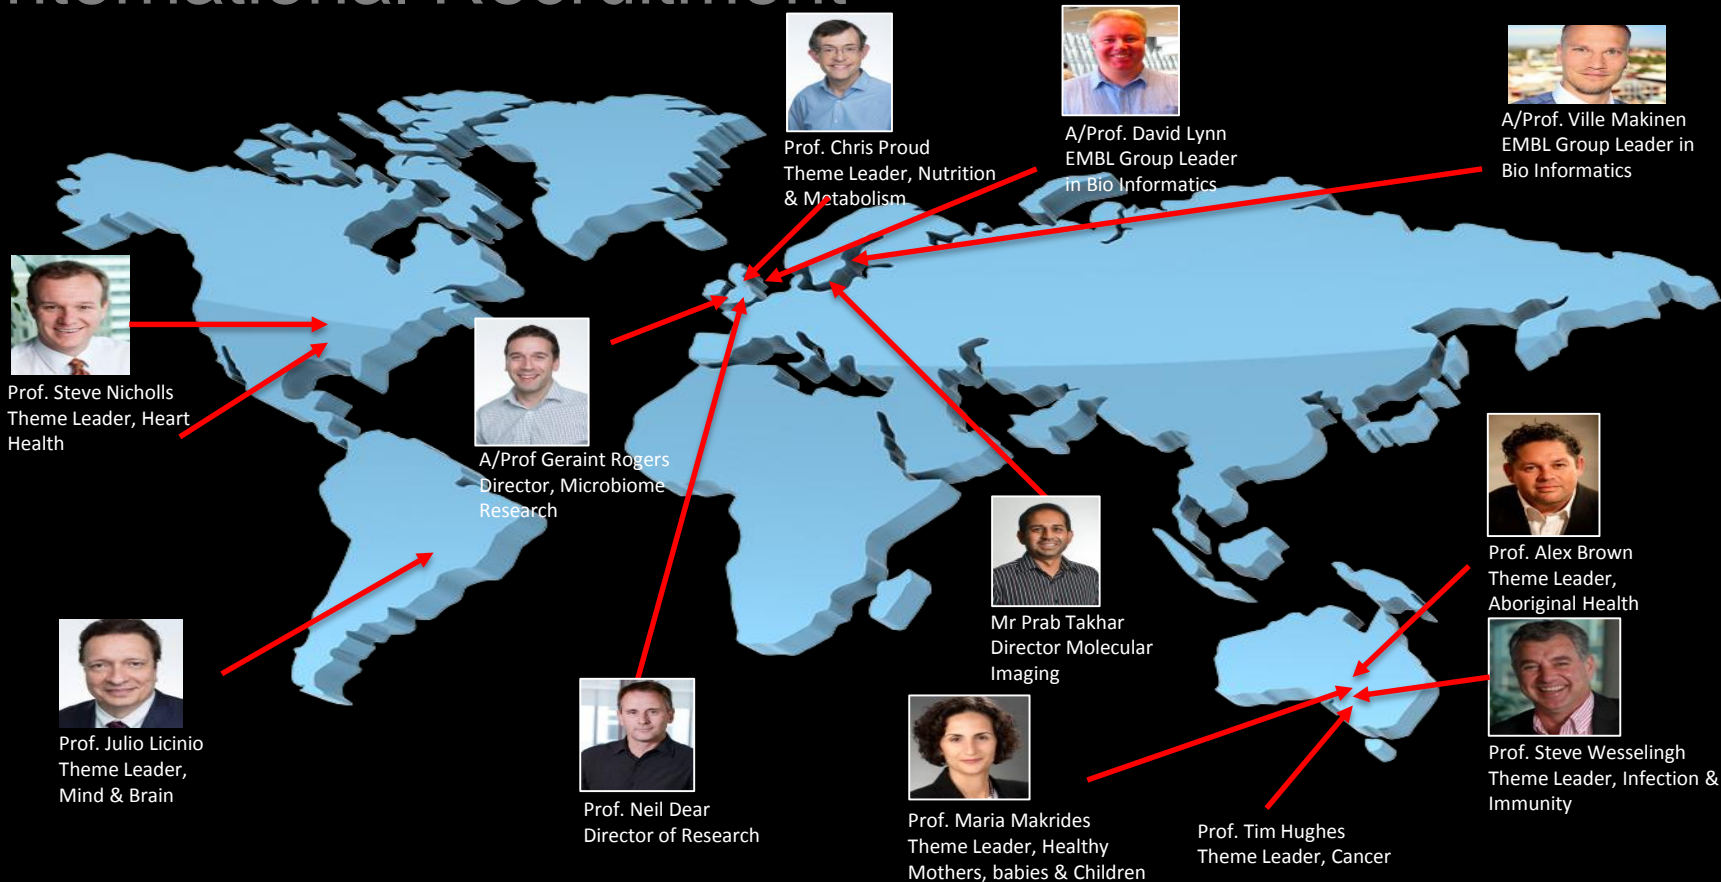 International Recruitment
Prof. Chris Proud
Theme Leader, Nutrition
& Metabolism
A/Prof. David Lynn
EMBL Group Leader
in Bio Informatics
A/Prof. Ville Makinen
EMBL Group Leader in
Bio Informatics
Prof. Steve Nicholls
Theme Leader, Heart
Health
A/Prof Geraint Rogers
Director, Microbiome
Research
Prof. Alex Brown
Theme Leader,
Aboriginal Health
Mr Prab Takhar
Director Molecular
Imaging
Prof. Julio Licinio
Theme Leader,
Mind & Brain
Prof. Neil Dear
Director of Research
Prof. Maria Makrides
Theme Leader, Healthy
Mothers, babies & Children
Prof. Tim Hughes
Theme Leader, Cancer
Prof. Steve Wesselingh
Theme Leader, Infection &
Immunity